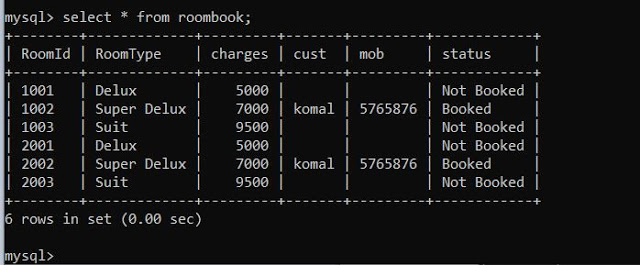 mysql> select * from roombook;
+--------+-------------+---------+-------+---------+------------+
| RoomId | RoomType    | charges | cust  | mob     | status     |
+--------+-------------+---------+-------+---------+------------+
| 1001   | Delux       |    5000 |       |         | Not Booked |
| 1002   | Super Delux |    7000 | komal | 5765876 | Booked     |
| 1003   | Suit        |    9500 |       |         | Not Booked |
| 2001   | Delux       |    5000 |       |         | Not Booked |
| 2002   | Super Delux |    7000 | komal | 5765876 | Booked     |
| 2003   | Suit        |    9500 |       |         | Not Booked |
+--------+-------------+---------+-------+---------+------------+
6 rows in set (0.00 sec)

mysql>